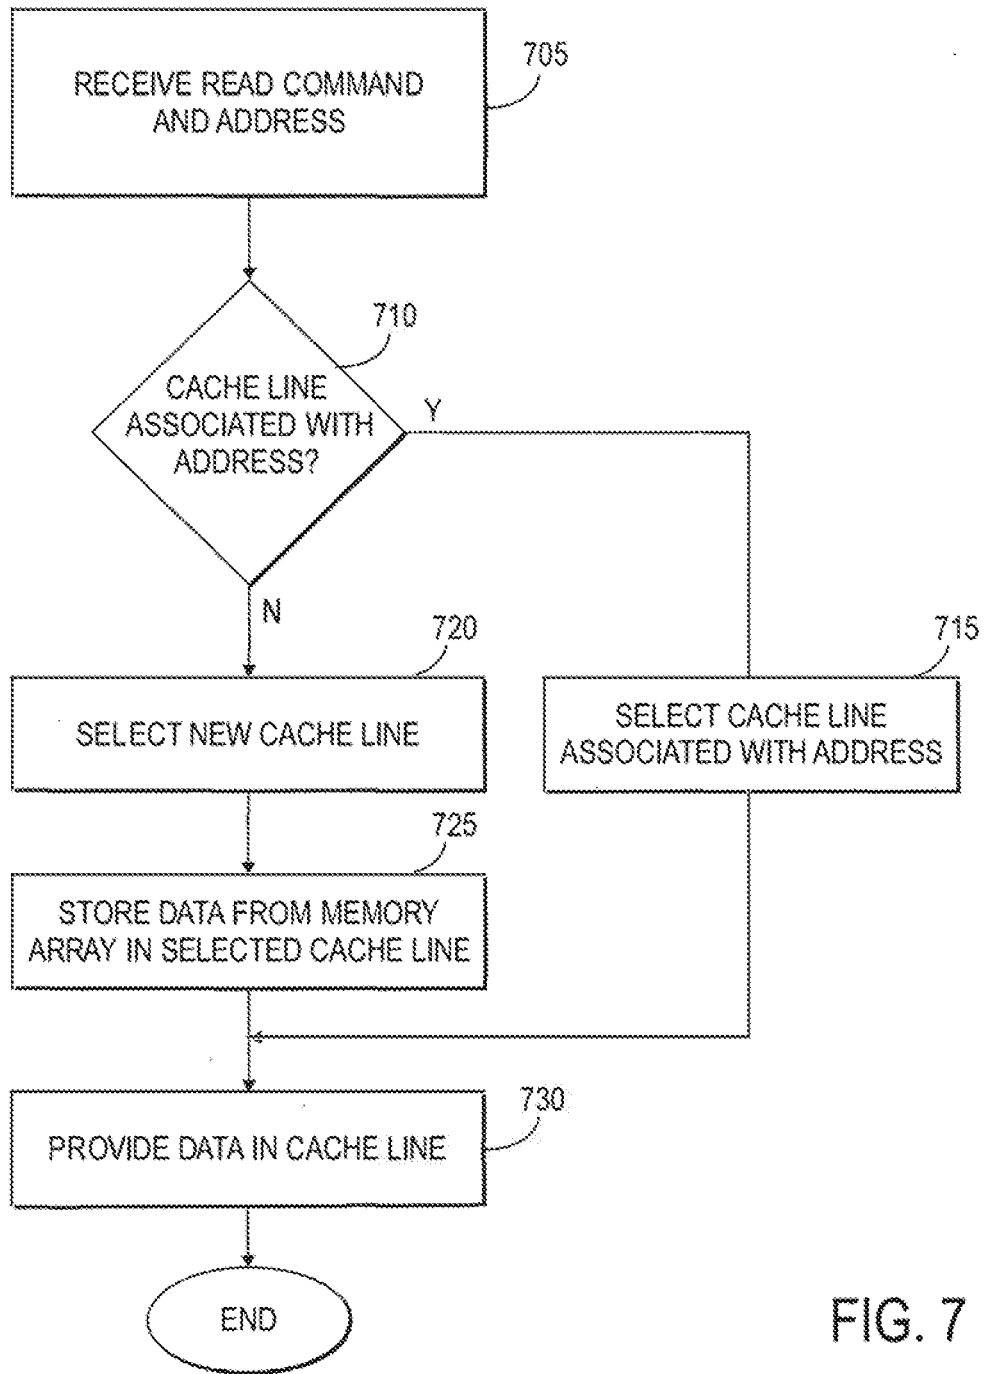 RECEIVE READ COMMAND
AND ADDRESS
705
710
CACHE LINE
ASSOCIATED WITH
ADDRESS?
Y
N
720
SELECT NEW CACHE LINE
715
SELECT CACHE LINE
ASSOCIATED WITH ADDRESS
725
STORE DATA FROM MEMORY
ARRAY IN SELECTED CACHE LINE
730
PROVIDE DATA IN CACHE LINE
END
FIG. 7